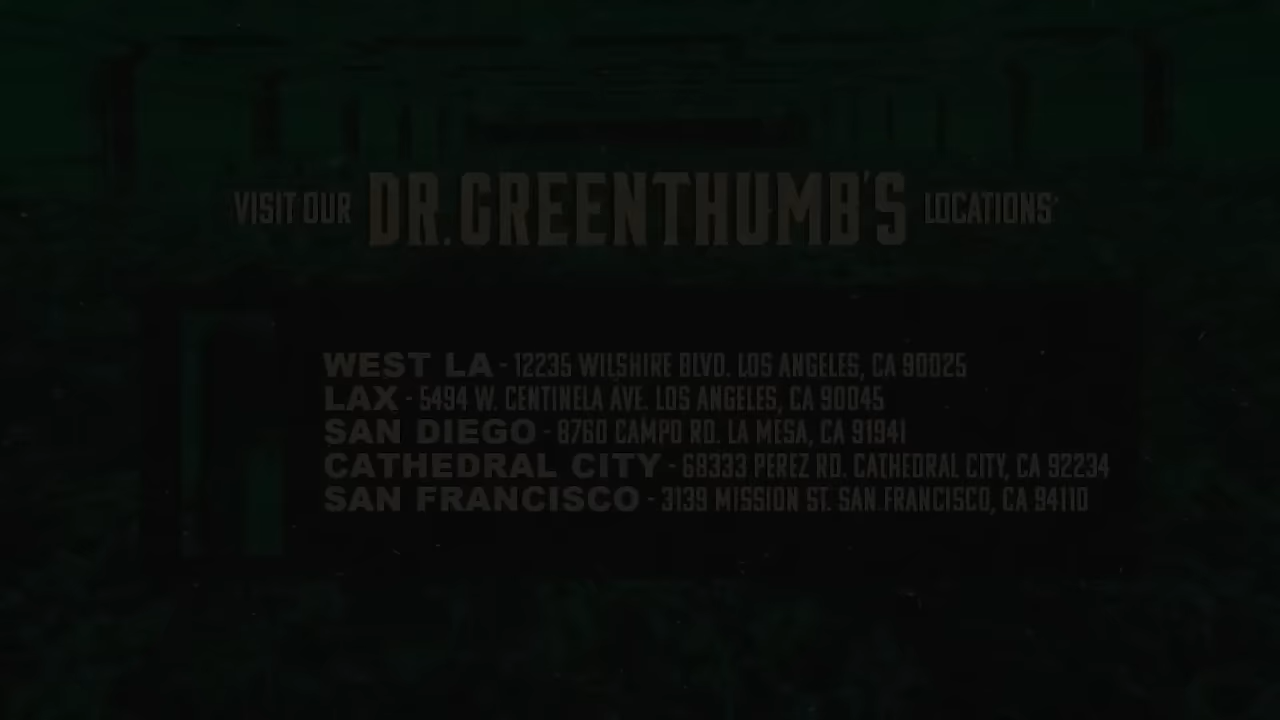 VISIT OUR DR. GREENTHUMB'S LOCATIONS
WEST LA - 12235 WILSHIRE BLVD. LOS ANGELES, CA 90025
LAX - 5494 W. CENTINELA AVE. LOS ANGELES, CA 90045
SAN DIEGO - 8760 CAMPO RD. LA MESA, CA 91941
CATHEDRAL CITY - 68333 PEREZ RD. CATHEDRAL CITY, CA 92234
SAN FRANCISCO - 3139 MISSION ST. SAN FRANCISCO, CA 94110